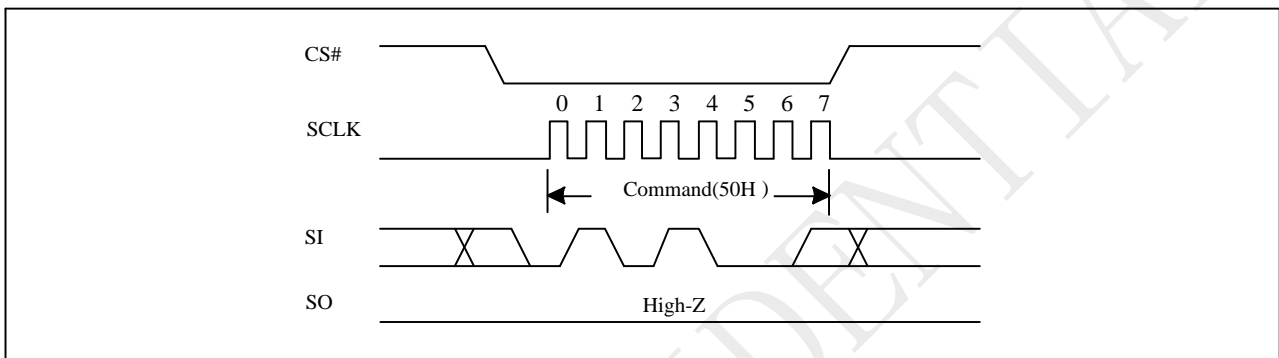 CS#
0 1 2 3 4 5 6 7
SCLK
Command(50H )
SI
SO
High-Z